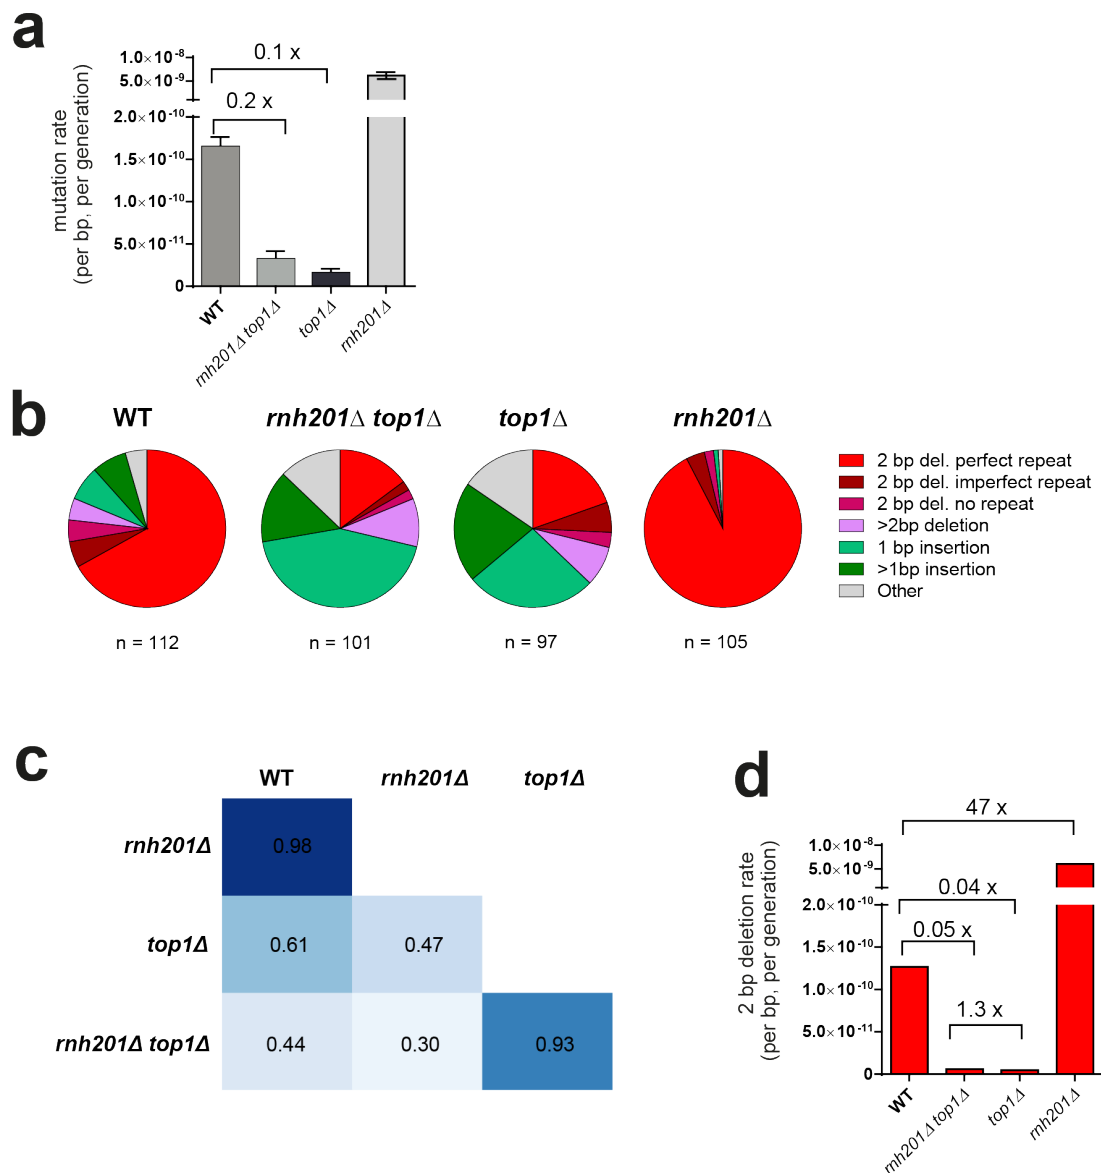 a
mutation rate
(per bp, per generation)
1.0×10⁻⁸
5.0×10⁻⁹
2.0×10⁻¹⁰
1.5×10⁻¹⁰
1.0×10⁻¹⁰
5.0×10⁻¹¹
0
0.1 x
0.2 x
WT
rnh201Δ top1Δ
top1Δ
rnh201Δ
b
WT
rnh201Δ top1Δ
top1Δ
rnh201Δ
2 bp del. perfect repeat
2 bp del. imperfect repeat
2 bp del. no repeat
>2bp deletion
1 bp insertion
>1bp insertion
Other
n = 112
n = 101
n = 97
n = 105
c
WT rnh201Δ top1Δ
rnh201Δ 0.98
top1Δ 0.61 0.47
rnh201Δ top1Δ 0.44 0.30 0.93
d
2 bp deletion rate
(per bp, per generation)
1.0×10⁻⁸
5.0×10⁻⁹
2.0×10⁻¹⁰
1.5×10⁻¹⁰
1.0×10⁻¹⁰
5.0×10⁻¹¹
0
47 x
0.04 x
0.05 x
1.3 x
WT
rnh201Δ top1Δ
top1Δ
rnh201Δ